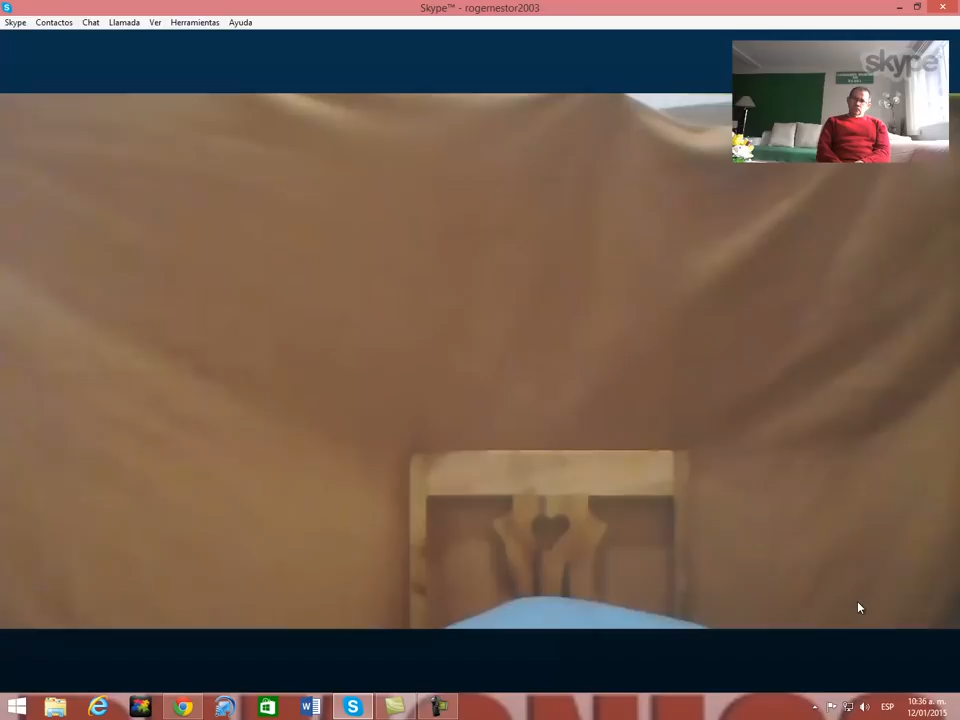 Skype™ - rogernestor2003
Skype Contactos Chat Llamada Ver Herramientas Ayuda
skype
ESP
10:36 a. m.
12/01/2015